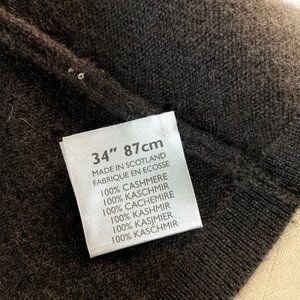 34" 87cm
MADE IN SCOTLAND
FABRIQUE EN ECOSSE
100% CASHMERE
100% KASCHMIR
100% CACHEMIRE
100% KASHMIR
100% KASJMIER
100% KASCHMIR